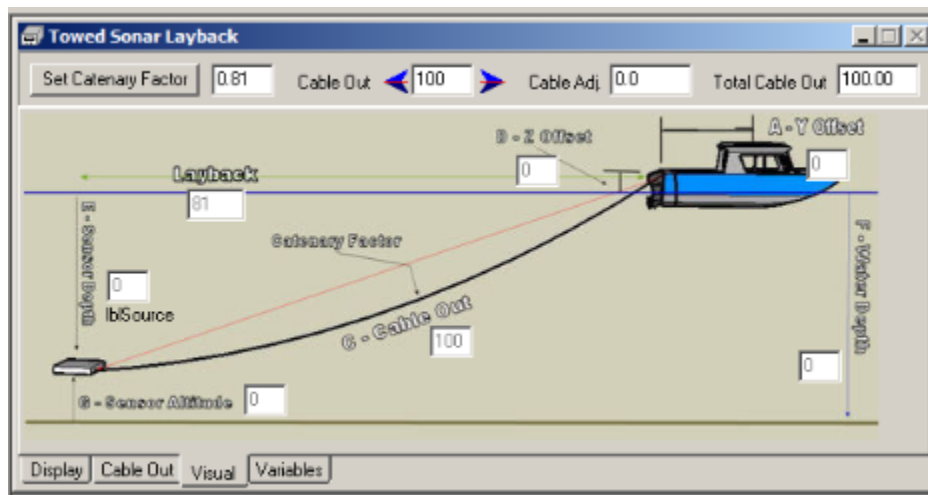 Towed Sonar Layback
Set Catenary Factor 0.81 Cable Out 100 Cable Adj. 0.0 Total Cable Out 100.00
A - Y Offset
D - Z Offset
0
0
Layback
81
E - Sensor Depth
Catenary Factor
F - Water Depth
0
lblSource
C - Cable Out
100
0
G - Sensor Altitude 0
Display Cable Out Visual Variables